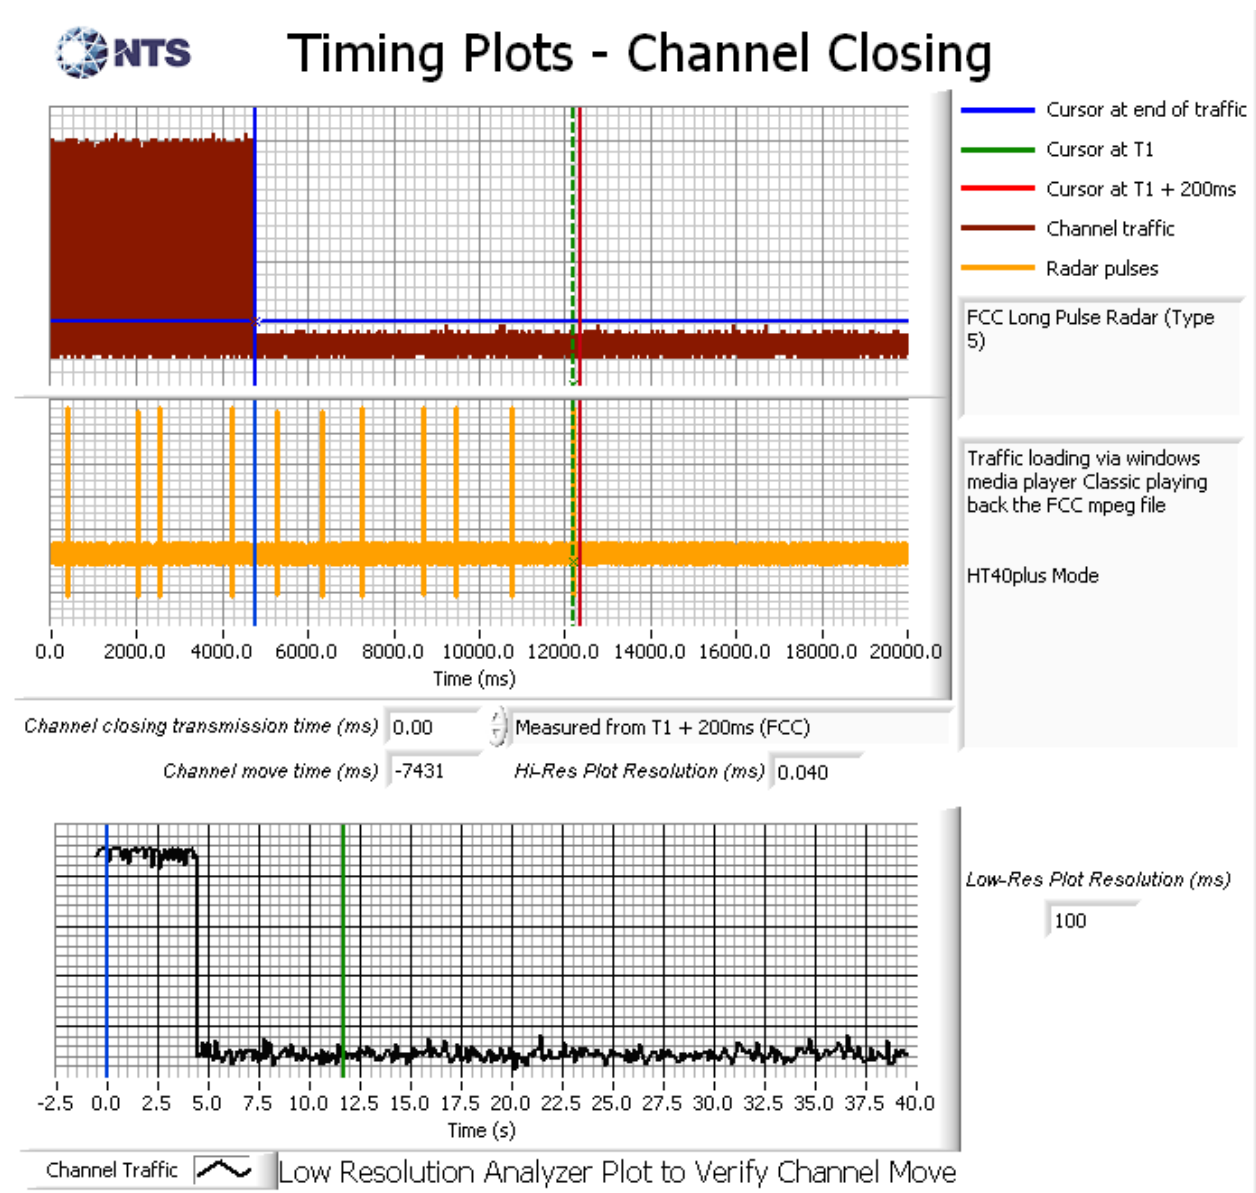 NTS
Timing Plots - Channel Closing
Cursor at end of traffic
Cursor at T1
Cursor at T1 + 200ms
Channel traffic
Radar pulses
FCC Long Pulse Radar (Type
5)
Traffic loading via windows
media player Classic playing
back the FCC mpeg file
HT40plus Mode
0.0 2000.0 4000.0 6000.0 8000.0 10000.0 12000.0 14000.0 16000.0 18000.0 20000.0
Time (ms)
Channel closing transmission time (ms) 0.00 Measured from T1 + 200ms (FCC)
Channel move time (ms) -7431 Hi-Res Plot Resolution (ms) 0.040
Low-Res Plot Resolution (ms)
100
-2.5 0.0 2.5 5.0 7.5 10.0 12.5 15.0 17.5 20.0 22.5 25.0 27.5 30.0 32.5 35.0 37.5 40.0
Time (s)
Channel Traffic Low Resolution Analyzer Plot to Verify Channel Move